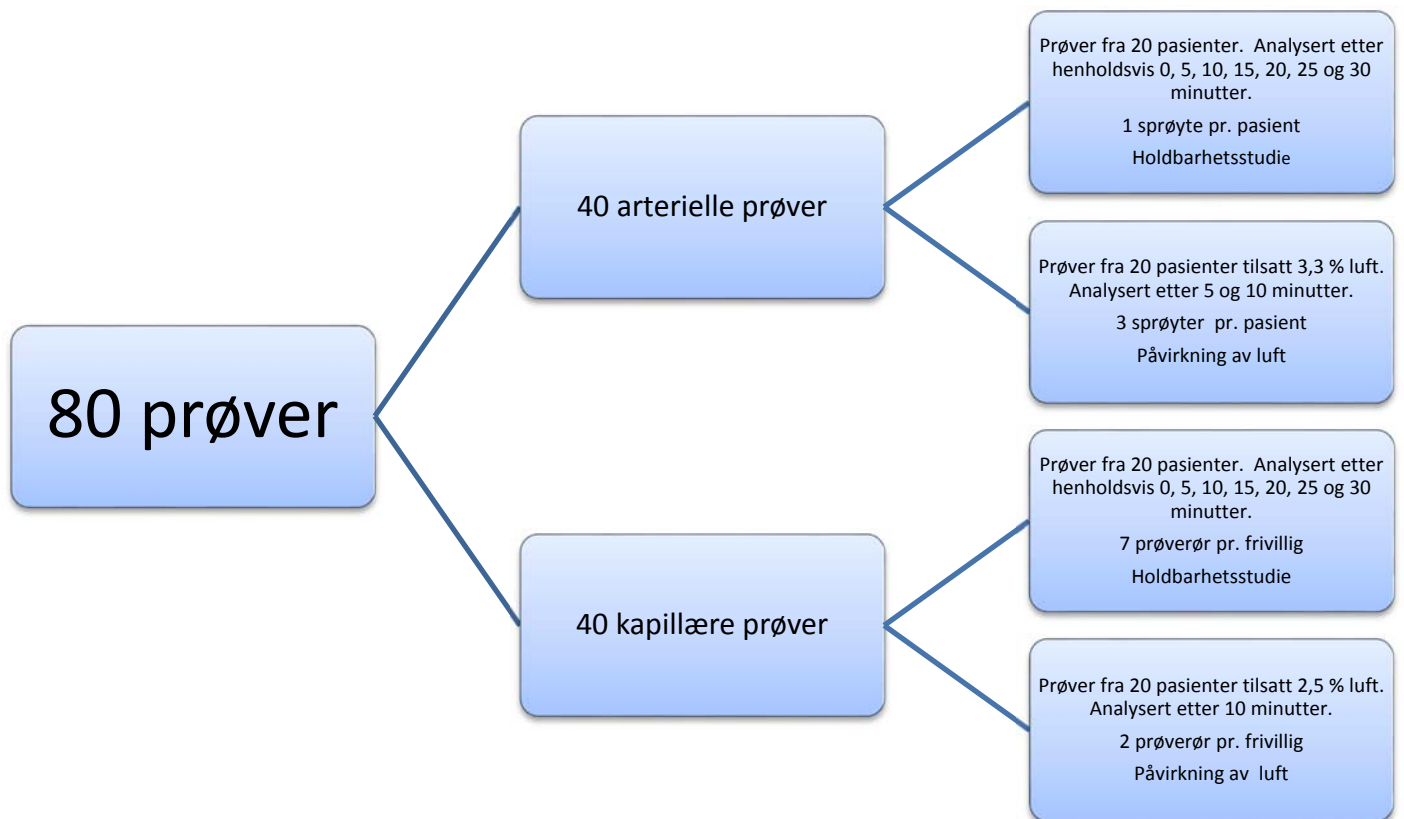 80 prøver
40 arterielle prøver
Prøver fra 20 pasienter. Analysert etter
henholdsvis 0, 5, 10, 15, 20, 25 og 30
minutter.
1 sprøyte pr. pasient
Holdbarhetsstudie
Prøver fra 20 pasienter tilsatt 3,3 % luft.
Analysert etter 5 og 10 minutter.
3 sprøyter pr. pasient
Påvirkning av luft
40 kapillære prøver
Prøver fra 20 pasienter. Analysert etter
henholdsvis 0, 5, 10, 15, 20, 25 og 30
minutter.
7 prøverør pr. frivillig
Holdbarhetsstudie
Prøver fra 20 pasienter tilsatt 2,5 % luft.
Analysert etter 10 minutter.
2 prøverør pr. frivillig
Påvirkning av luft